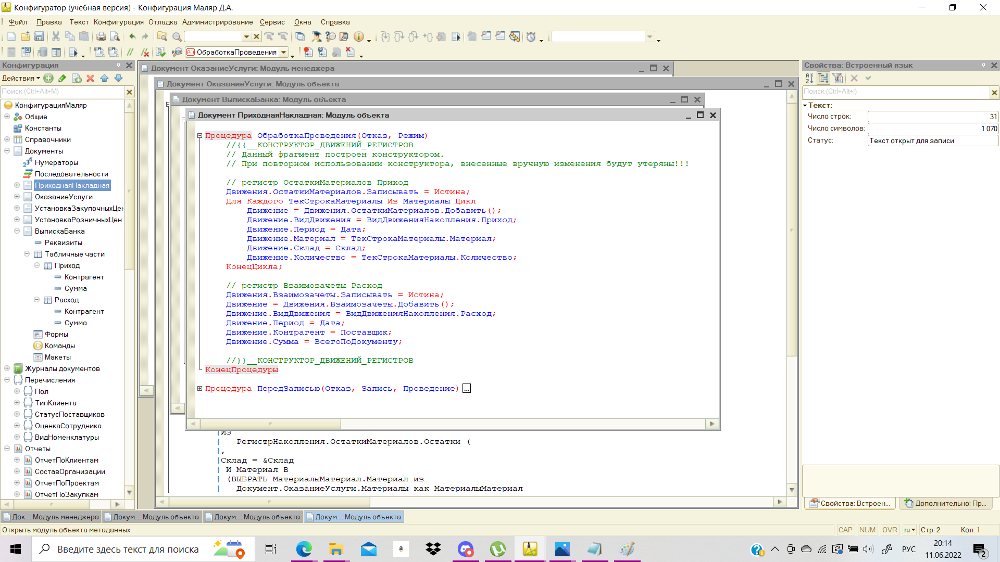 Конфигуратор (учебная версия) - Конфигурация Маляр Д.А.
Файл Правка Текст Конфигурация Отладка Администрирование Сервис Окна Справка
ОбработкаПроведения
Конфигурация
Действия
Поиск (Ctrl+Alt+M)
КонфигурацияМаляр
Общие
Константы
Справочники
Документы
Нумераторы
Последовательности
ПриходнаяНакладная
ОказаниеУслуги
УстановкаЗакупочныхЦен
УстановкаРозничныхЦен
ВыпискаБанка
Реквизиты
Табличные части
Приход
Контрагент
Сумма
Расход
Контрагент
Сумма
Формы
Команды
Макеты
Журналы документов
Перечисления
Пол
ТипКлиента
СтатусПоставщиков
ОценкаСотрудника
ВидНоменклатуры
Отчеты
ОтчетПоКлиентам
СоставОрганизации
ОтчетПоПроектам
ОтчетПоЗакупкам
Документ ОказаниеУслуги: Модуль менеджера
Документ ОказаниеУслуги: Модуль объекта
Документ ВыпискаБанка: Модуль объекта
Документ ПриходнаяНакладная: Модуль объекта
Процедура ОбработкаПроведения(Отказ, Режим)
//{{__КОНСТРУКТОР_ДВИЖЕНИЙ_РЕГИСТРОВ
// Данный фрагмент построен конструктором.
// При повторном использовании конструктора, внесенные вручную изменения будут утеряны!!!
// регистр ОстаткиМатериалов Приход
Движения.ОстаткиМатериалов.Записывать = Истина;
Для Каждого ТекСтрокаМатериалы Из Материалы Цикл
Движение = Движения.ОстаткиМатериалов.Добавить();
Движение.ВидДвижения = ВидДвиженияНакопления.Приход;
Движение.Период = Дата;
Движение.Материал = ТекСтрокаМатериалы.Материал;
Движение.Склад = Склад;
Движение.Количество = ТекСтрокаМатериалы.Количество;
КонецЦикла;
// регистр Взаимозачеты Расход
Движения.Взаимозачеты.Записывать = Истина;
Движение = Движения.Взаимозачеты.Добавить();
Движение.ВидДвижения = ВидДвиженияНакопления.Расход;
Движение.Период = Дата;
Движение.Контрагент = Поставщик;
Движение.Сумма = ВсегоПоДокументу;
//}}__КОНСТРУКТОР_ДВИЖЕНИЙ_РЕГИСТРОВ
КонецПроцедуры
Процедура ПередЗаписью(Отказ, Запись, Проведение) ...
|из
| РегистрНакопления.ОстаткиМатериалов.Остатки (
|,
|Склад = &Склад
| И Материал В
| (ВЫБРАТЬ МатериалыМатериал.Материал из
| Документ.ОказаниеУслуги.Материалы как МатериалыМатериал
Свойства: Встроенный язык
Поиск (Ctrl+Alt+I)
Текст:
Число строк: 31
Число символов: 1 070
Статус: Текст открыт для записи
Свойства: Встроен... Дополнительно: Пр...
Док...: Модуль менеджера Докум...: Модуль объекта Докум...: Модуль объекта Докум...: Модуль объекта
Открыть модуль объекта метаданных CAP NUM OVR ru Стр: 2 Кол: 1
Введите здесь текст для поиска
a
РУС
20:14
11.06.2022
2